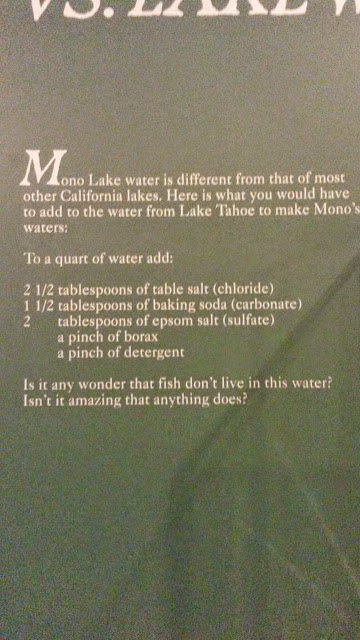 VS. LAKE
Mono Lake water is different from that of most
other California lakes. Here is what you would have
to add to the water from Lake Tahoe to make Mono's
waters:
To a quart of water add:
2 1/2 tablespoons of table salt (chloride)
1 1/2 tablespoons of baking soda (carbonate)
2 tablespoons of epsom salt (sulfate)
a pinch of borax
a pinch of detergent
Is it any wonder that fish don't live in this water?
Isn't it amazing that anything does?